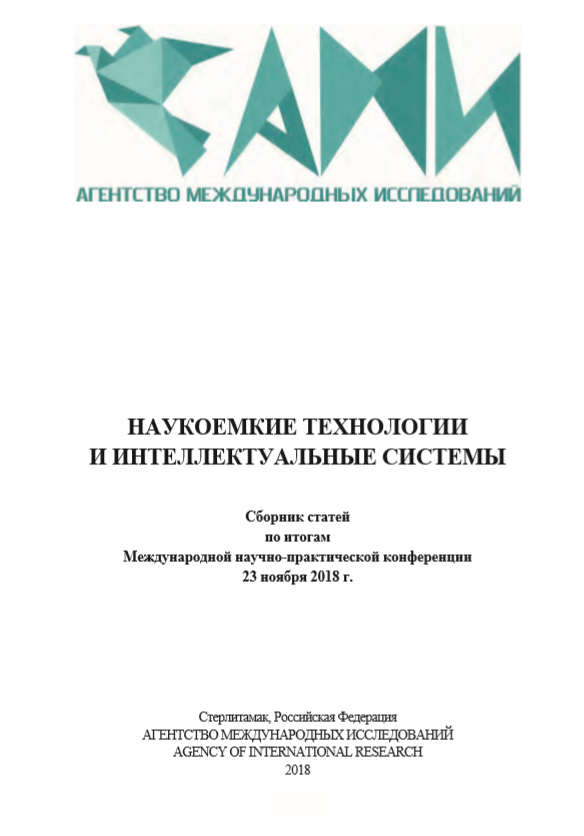 АМИ
АГЕНТСТВО МЕЖДУНАРОДНЫХ ИССЛЕДОВАНИЙ
НАУКОЕМКИЕ ТЕХНОЛОГИИ
И ИНТЕЛЛЕКТУАЛЬНЫЕ СИСТЕМЫ
Сборник статей
по итогам
Международной научно-практической конференции
23 ноября 2018 г.
Стерлитамак, Российская Федерация
АГЕНТСТВО МЕЖДУНАРОДНЫХ ИССЛЕДОВАНИЙ
AGENCY OF INTERNATIONAL RESEARCH
2018